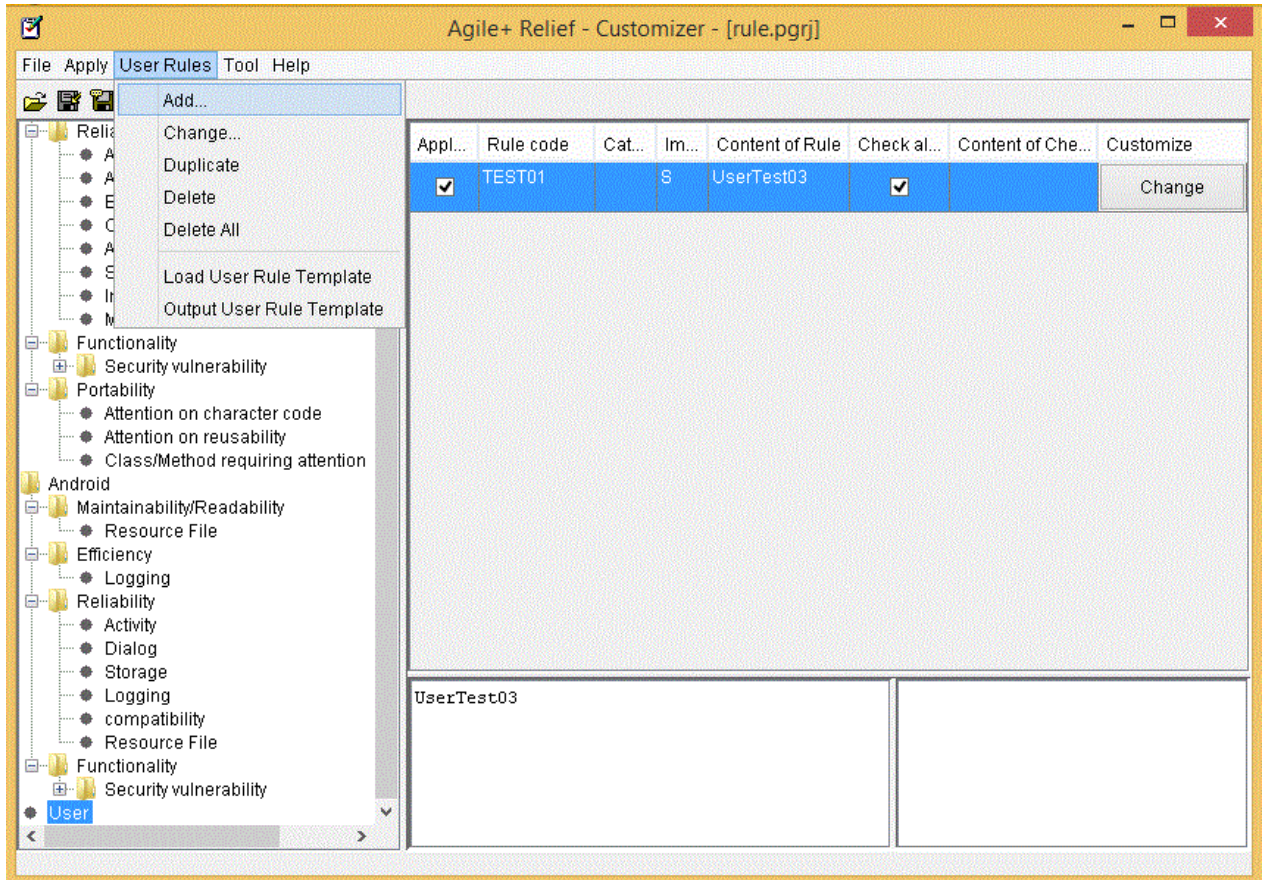 Agile+ Relief - Customizer - [rule.pgrj]
File Apply User Rules Tool Help
Add...
Change...
Duplicate
Delete
Delete All
Load User Rule Template
Output User Rule Template
Relia
A
A
E
C
A
S
Ir
M
Functionality
Security vulnerability
Portability
Attention on character code
Attention on reusability
Class/Method requiring attention
Android
Maintainability/Readability
Resource File
Efficiency
Logging
Reliability
Activity
Dialog
Storage
Logging
compatibility
Resource File
Functionality
Security vulnerability
User
Appl... Rule code Cat... Im... Content of Rule Check al... Content of Che... Customize
TEST01 S UserTest03 Change
UserTest03